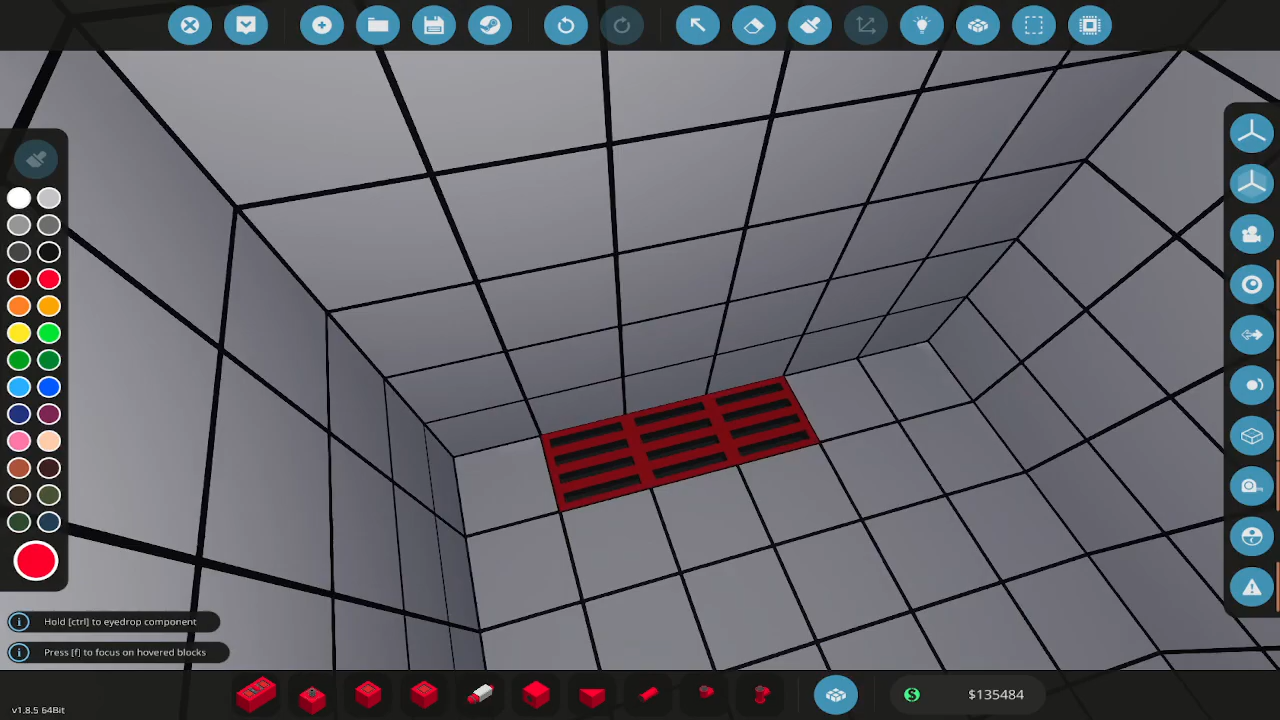 Hold [ctrl] to eyedrop component
Press [f] to focus on hovered blocks
v1.8.5 64Bit
$ $135484